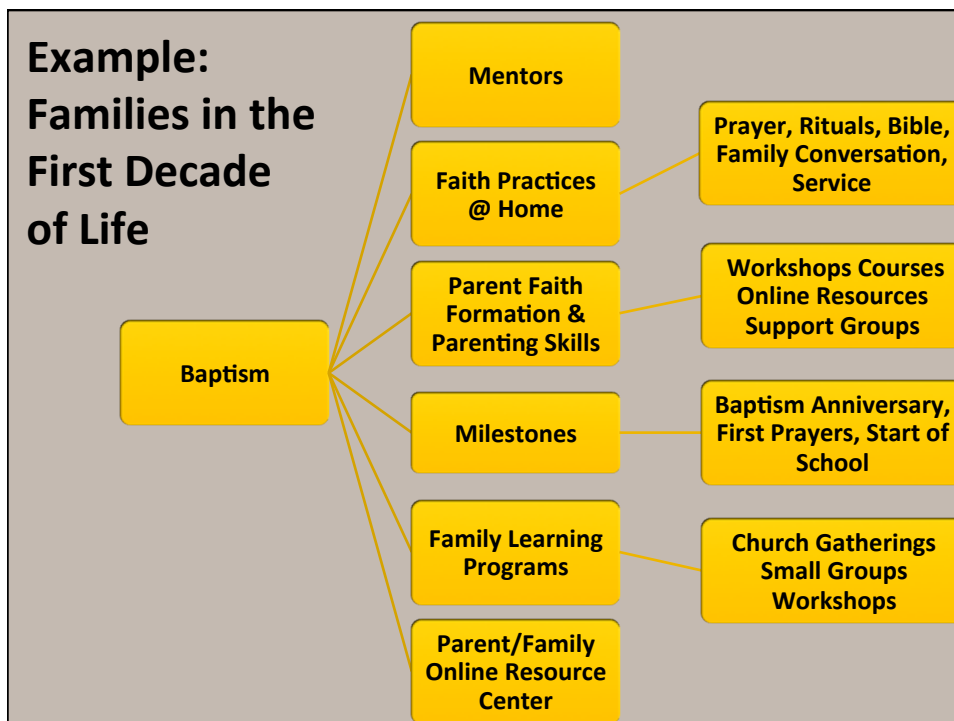 Example:
Families in the
First Decade
of Life
Baptism
Mentors
Faith Practices
@ Home
Prayer, Rituals, Bible,
Family Conversation,
Service
Parent Faith
Formation &
Parenting Skills
Workshops Courses
Online Resources
Support Groups
Milestones
Baptism Anniversary,
First Prayers, Start of
School
Family Learning
Programs
Church Gatherings
Small Groups
Workshops
Parent/Family
Online Resource
Center